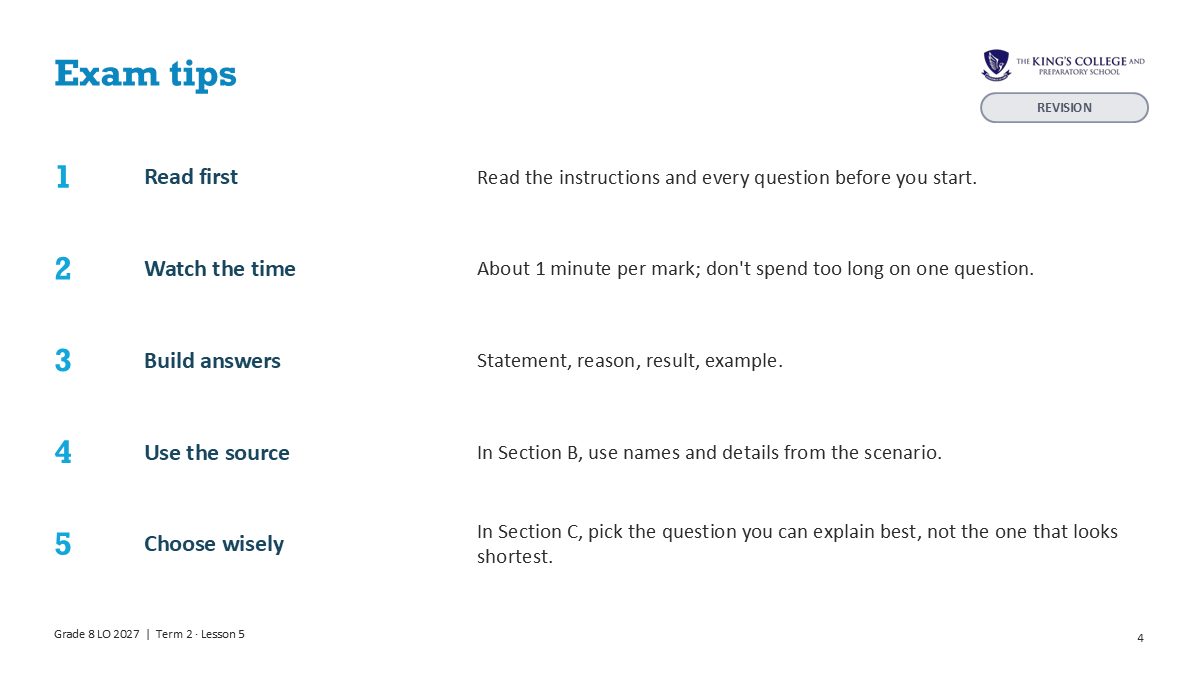 Exam tips
THE KING'S COLLEGE AND
PREPARATORY SCHOOL
REVISION
1 Read first Read the instructions and every question before you start.
2 Watch the time About 1 minute per mark; don't spend too long on one question.
3 Build answers Statement, reason, result, example.
4 Use the source In Section B, use names and details from the scenario.
5 Choose wisely In Section C, pick the question you can explain best, not the one that looks
shortest.
Grade 8 LO 2027 | Term 2 · Lesson 5
4